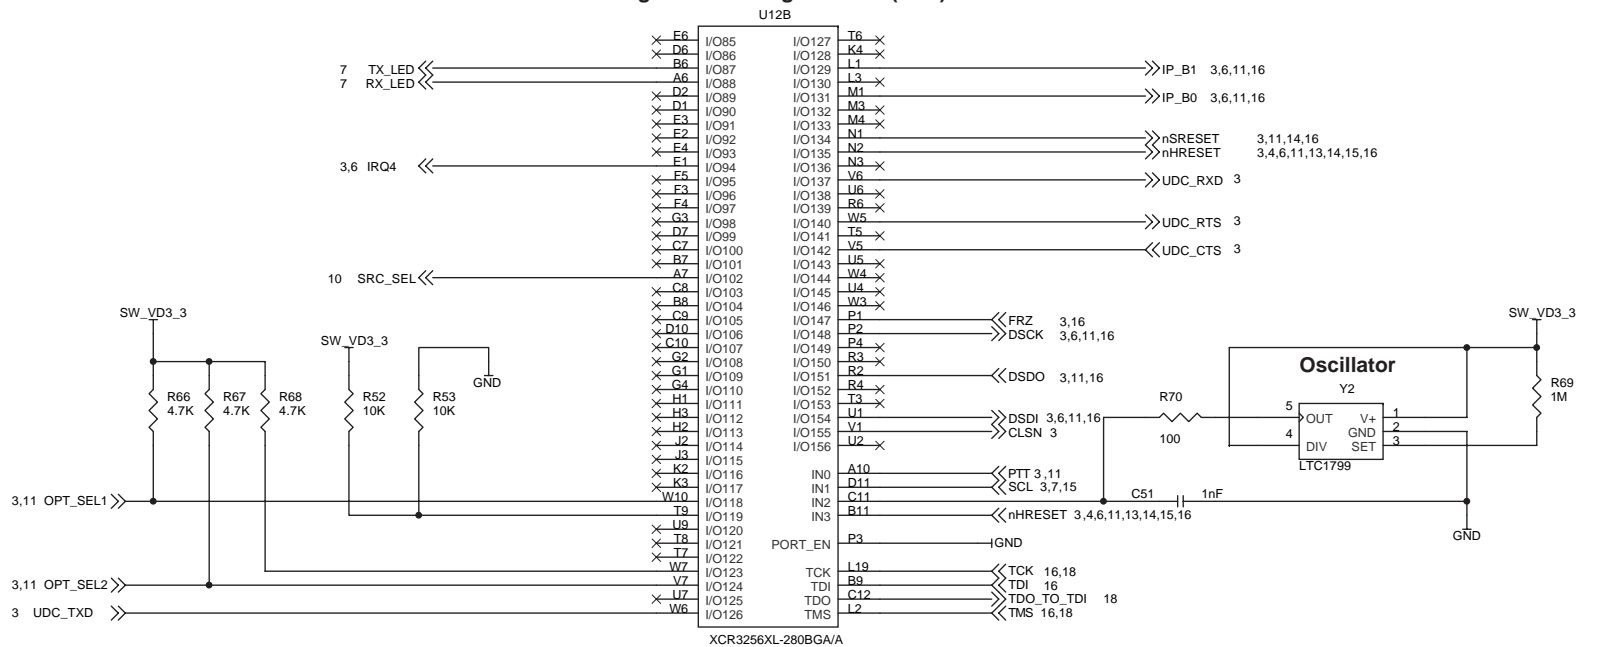 U12B
E6 I/O85 I/O127 T6
D6 I/O86 I/O128 K4
7 TX_LED B6 I/O87 I/O129 L1 IP_B1 3,6,11,16
7 RX_LED A6 I/O88 I/O130 L3
D2 I/O89 I/O131 M1 IP_B0 3,6,11,16
D1 I/O90 I/O132 M3
E3 I/O91 I/O133 M4
E2 I/O92 I/O134 N1 nSRESET 3,11,14,16
E4 I/O93 I/O135 N2 nHRESET 3,4,6,11,13,14,15,16
3,6 IRQ4 E1 I/O94 I/O136 N3
F5 I/O95 I/O137 V6 UDC_RXD 3
F3 I/O96 I/O138 U6
F4 I/O97 I/O139 R6
G3 I/O98 I/O140 W5 UDC_RTS 3
D7 I/O99 I/O141 T5
C7 I/O100 I/O142 V5 UDC_CTS 3
B7 I/O101 I/O143 U5
10 SRC_SEL A7 I/O102 I/O144 W4
C8 I/O103 I/O145 U4
B8 I/O104 I/O146 W3
SW_VD3_3 C9 I/O105 I/O147 P1 FRZ 3,16 SW_VD3_3
D10 I/O106 I/O148 P2 DSCK 3,6,11,16
SW_VD3_3 C10 I/O107 I/O149 P4
G2 I/O108 I/O150 R3 Oscillator
GND G1 I/O109 I/O151 R2 DSDO 3,11,16
R66 4.7K R67 4.7K R68 4.7K R52 10K R53 10K
G4 I/O110 I/O152 R4 Y2 R69 1M
H1 I/O111 I/O153 T3 R70 100
H3 I/O112 I/O154 U1 DSDI 3,6,11,16 5 OUT V+ 1
H2 I/O113 I/O155 V1 CLSN 3 GND 2
J2 I/O114 I/O156 U2 4 DIV SET 3
J3 I/O115 LTC1799
K2 I/O116 IN0 A10 PTT 3,11
K3 I/O117 IN1 D11 SCL 3,7,15
3,11 OPT_SEL1 W10 I/O118 IN2 C11 C51 1nF
T9 I/O119 IN3 B11 nHRESET 3,4,6,11,13,14,15,16
U9 I/O120 GND
T8 I/O121 PORT_EN P3 GND
T7 I/O122
W7 I/O123 TCK L19 TCK 16,18
3,11 OPT_SEL2 V7 I/O124 TDI B9 TDI 16
U7 I/O125 TDO C12 TDO_TO_TDI 18
3 UDC_TXD W6 I/O126 TMS L2 TMS 16,18
XCR3256XL-280BGA/A